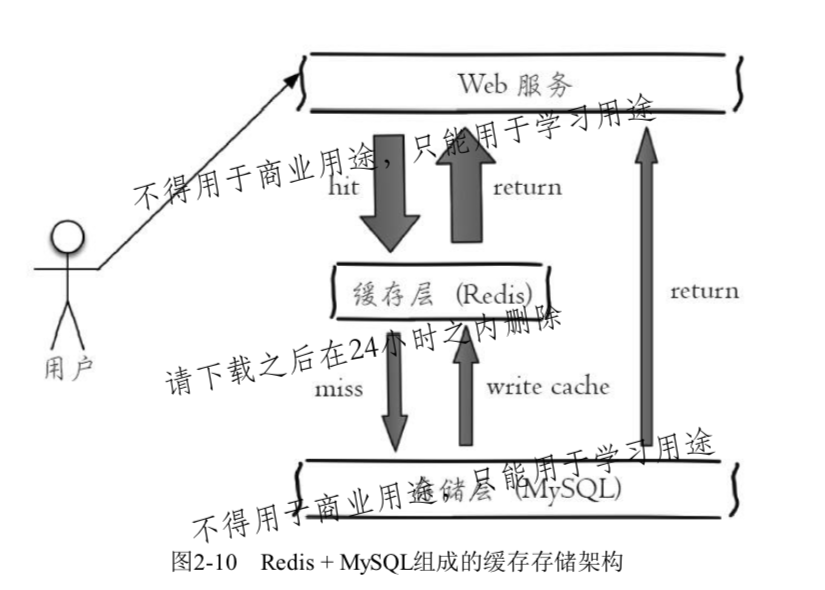 Web 服务
不得用于商业用途，只能用于学习用途
hit
return
缓存层 (Redis)
return
用户
请下载之后在24小时之内删除
miss
write cache
存储层 (MySQL)
不得用于商业用途，只能用于学习用途
图2-10 Redis + MySQL组成的缓存存储架构